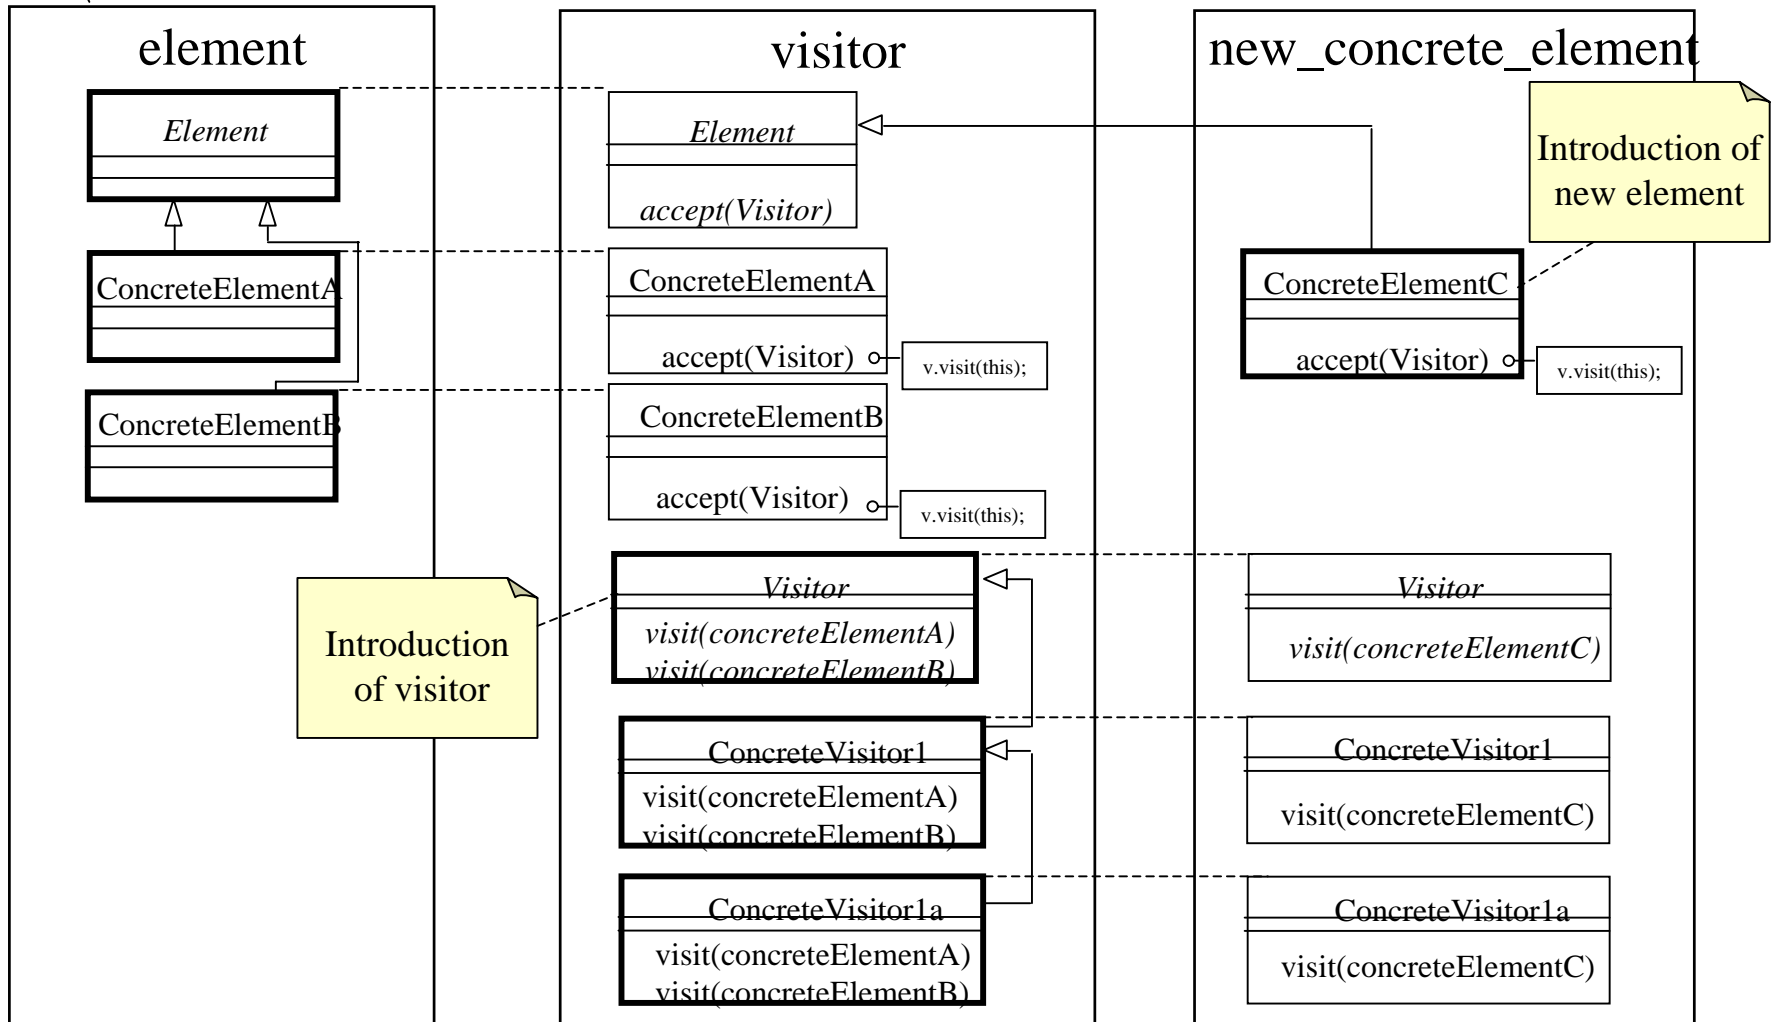 element
Element
ConcreteElementA
ConcreteElementB
visitor
Element
accept(Visitor)
ConcreteElementA
accept(Visitor)
v.visit(this);
ConcreteElementB
accept(Visitor)
v.visit(this);
Introduction
of visitor
Visitor
visit(concreteElementA)
visit(concreteElementB)
ConcreteVisitor1
visit(concreteElementA)
visit(concreteElementB)
ConcreteVisitor1a
visit(concreteElementA)
visit(concreteElementB)
new_concrete_element
Introduction of
new element
ConcreteElementC
accept(Visitor)
v.visit(this);
Visitor
visit(concreteElementC)
ConcreteVisitor1
visit(concreteElementC)
ConcreteVisitor1a
visit(concreteElementC)